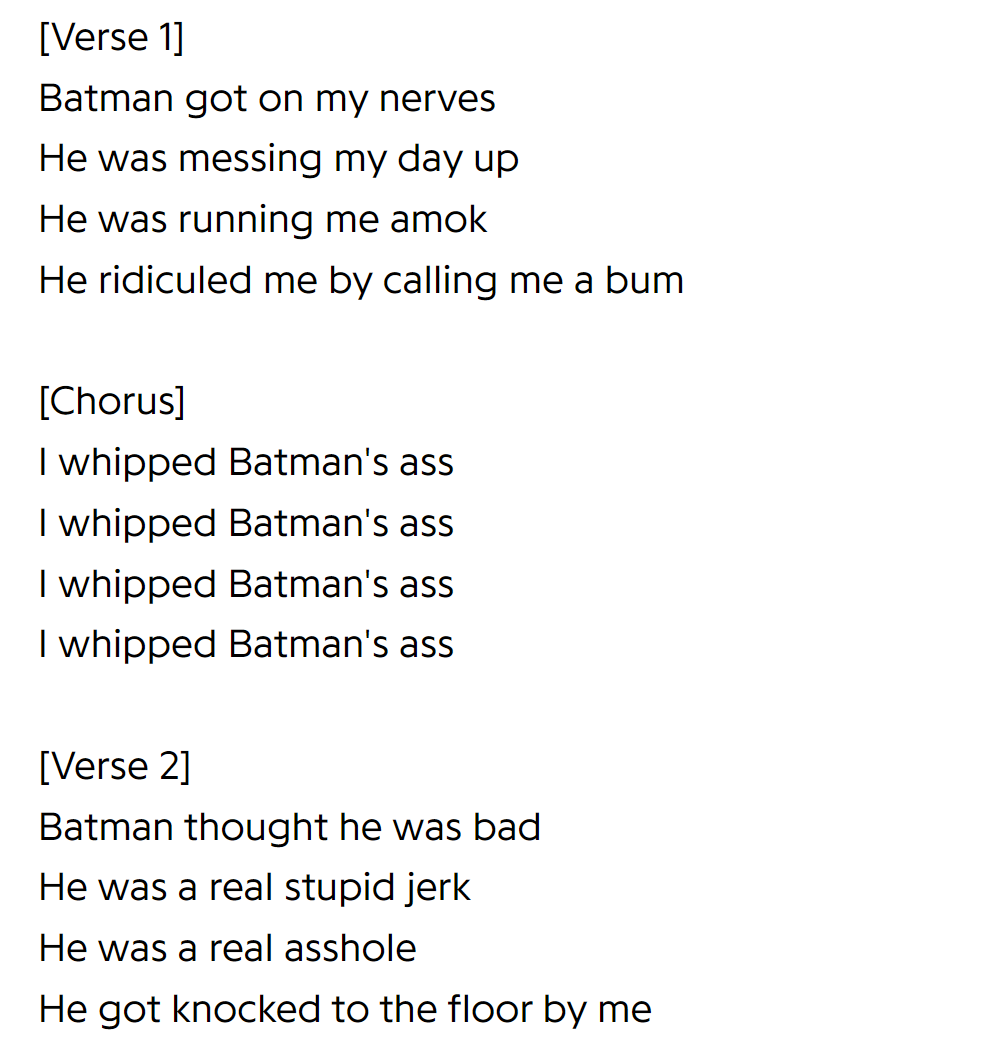 [Verse 1]
Batman got on my nerves
He was messing my day up
He was running me amok
He ridiculed me by calling me a bum

[Chorus]
I whipped Batman's ass
I whipped Batman's ass
I whipped Batman's ass
I whipped Batman's ass

[Verse 2]
Batman thought he was bad
He was a real stupid jerk
He was a real asshole
He got knocked to the floor by me